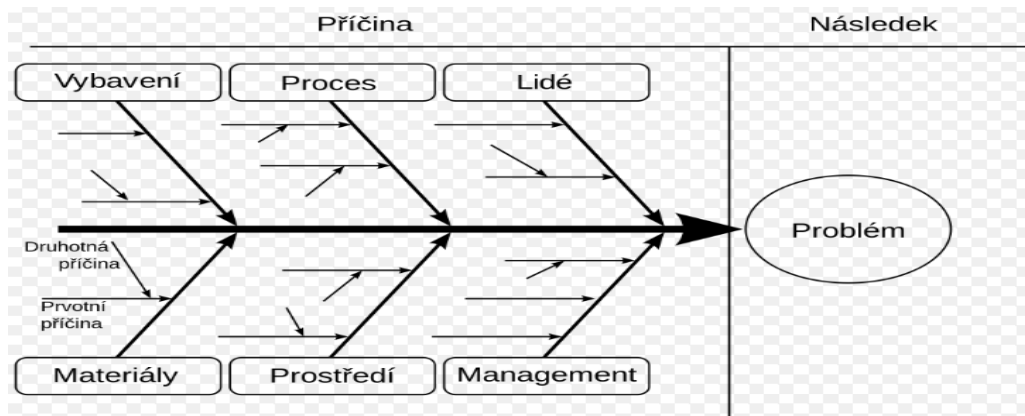 Příčina
Následek
Vybavení
Proces
Lidé
Problém
Druhotná
příčina
Prvotní
příčina
Materiály
Prostředí
Management